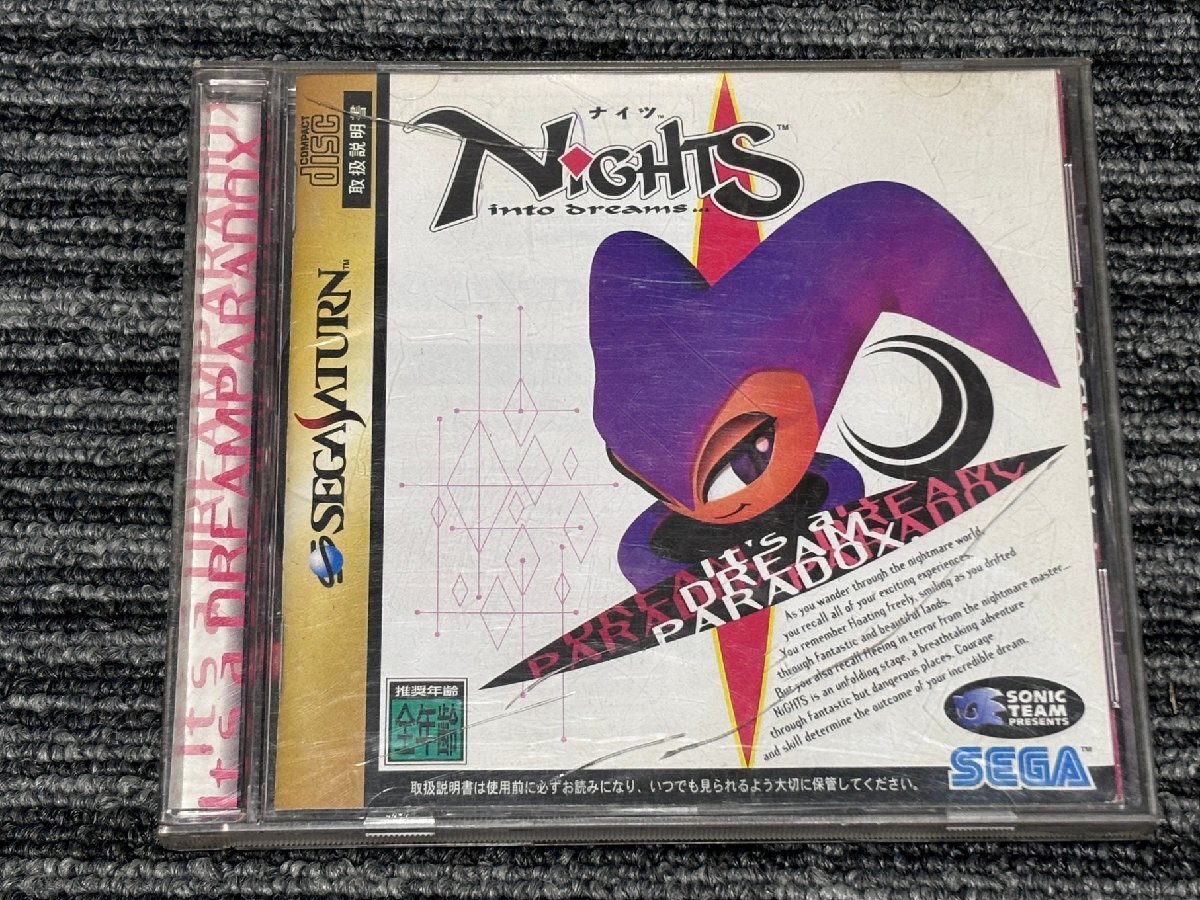 COMPACT
disc
取扱説明書
SEGA SATURN™
ナイツ™
NiGHTS™
into dreams...
It's a
DREAM
PARADOX
It's a
DREAM
PARADOX.
As you wander through the nightmare world,
you recall all of your exciting experiences.
You remember floating freely, smiling as you drifted
through fantastic and beautiful lands.
But you also recall fleeing in terror from the nightmare master...
NiGHTS is an unfolding stage, a breathtaking adventure
through fantastic but dangerous places. Courage
and skill determine the outcome of your incredible dream.
推奨年齢
全年齢
SONIC
TEAM
PRESENTS
SEGA™
取扱説明書は使用前に必ずお読みになり、いつでも見られるよう大切に保管してください。